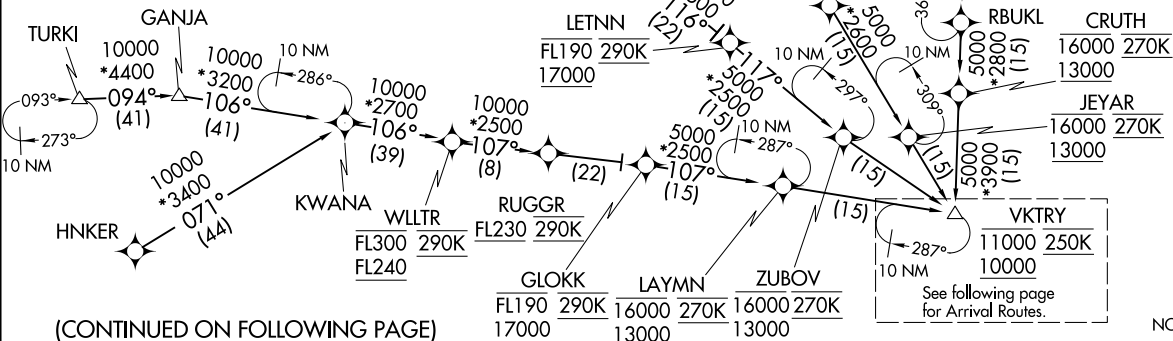 TURKI
GANJA
10000
*4400
094°
(41)
093°
273°
10 NM
10000
*3200
106°
(41)
10 NM
286°
10000
*3400
071°
(44)
HNKER
KWANA
10000
*2700
106°
(39)
WLLTR
FL300 290K
FL240
10000
*2500
107°
(8)
RUGGR
FL230 290K
(22)
GLOKK
FL190 290K
17000
5000
*2500
107°
(15)
10 NM
287°
LAYMN
16000 270K
13000
(15)
LETNN
FL190 290K
17000
116°
(22)
117°
5000
*2500
(15)
10 NM
297°
ZUBOV
16000 270K
13000
(15)
5000
*2600
(15)
10 NM
309°
(15)
RBUKL
5000
*2800
(15)
CRUTH
16000 270K
13000
JEYAR
16000 270K
13000
5000
*3900
(15)
287°
10 NM
VKTRY
11000 250K
10000
See following page
for Arrival Routes.
(CONTINUED ON FOLLOWING PAGE)